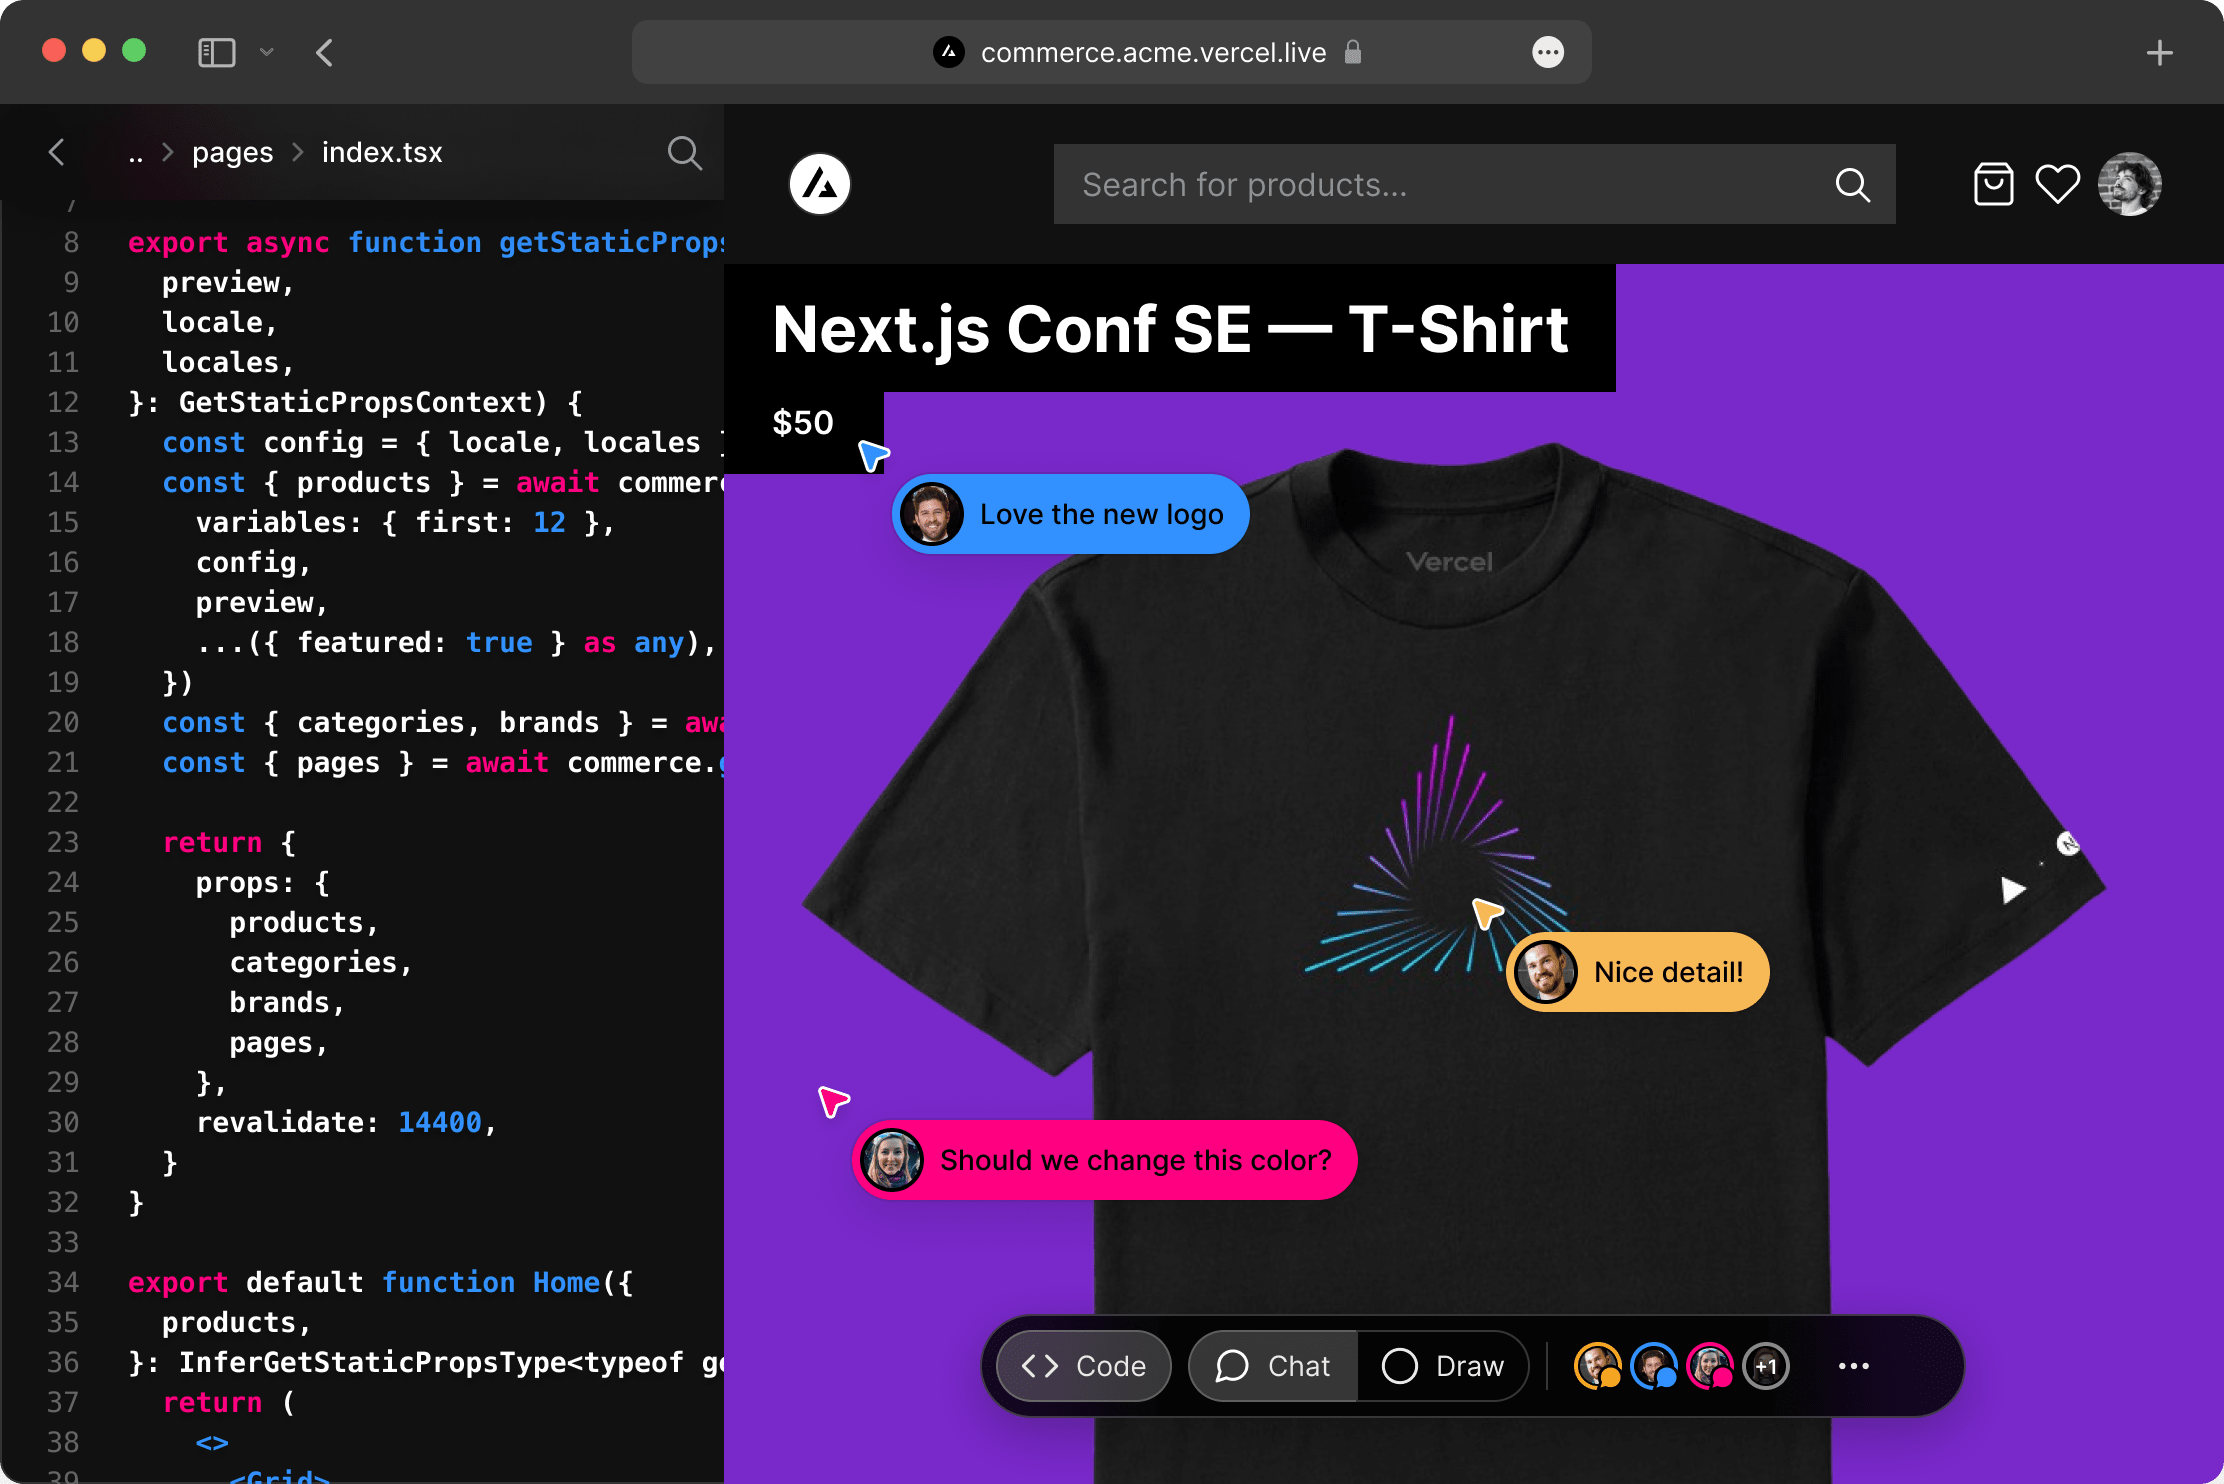 commerce.acme.vercel.live
.. > pages > index.tsx
7
8 export async function getStaticProps
9 preview,
10 locale,
11 locales,
12 }: GetStaticPropsContext) {
13 const config = { locale, locales }
14 const { products } = await commerc
15 variables: { first: 12 },
16 config,
17 preview,
18 ...({ featured: true } as any),
19 })
20 const { categories, brands } = awa
21 const { pages } = await commerce.g
22
23 return {
24 props: {
25 products,
26 categories,
27 brands,
28 pages,
29 },
30 revalidate: 14400,
31 }
32 }
33
34 export default function Home({
35 products,
36 }: InferGetStaticPropsType<typeof ge
37 return (
38 <>
39 <Grid>
Search for products...
Next.js Conf SE — T-Shirt
$50
Love the new logo
Vercel
N
Nice detail!
Should we change this color?
<> Code
Chat
Draw
+1